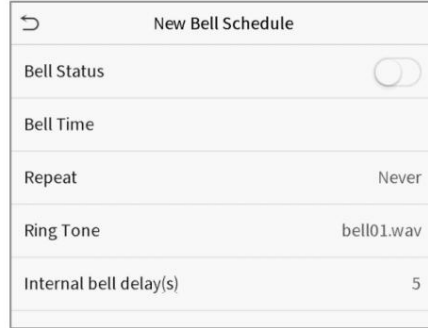 New Bell Schedule
Bell Status
Bell Time
Repeat Never
Ring Tone bell01.wav
Internal bell delay(s) 5